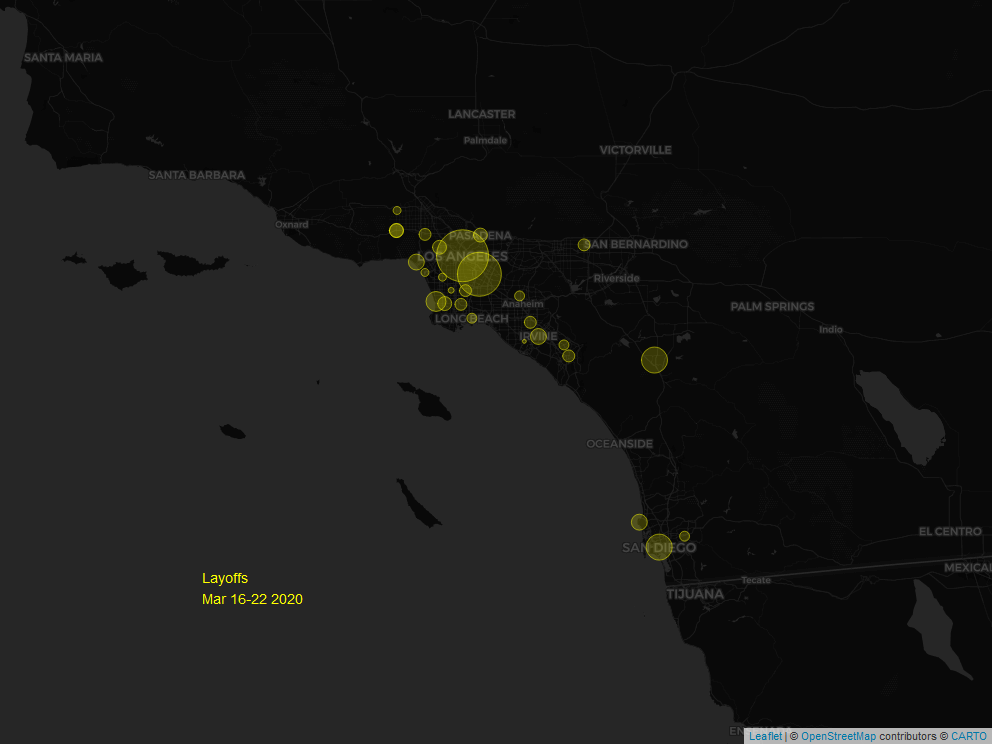 SANTA MARIA
LANCASTER
Palmdale
VICTORVILLE
SANTA BARBARA
Oxnard
PASADENA
SAN BERNARDINO
LOS ANGELES
Riverside
Anaheim
PALM SPRINGS
LONG BEACH
Indio
IRVINE
OCEANSIDE
EL CENTRO
SAN DIEGO
MEXICAL
Layoffs
Tecate
Mar 16-22 2020
TIJUANA
Leaflet | © OpenStreetMap contributors © CARTO